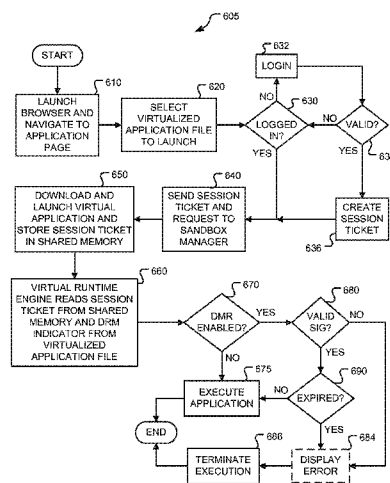 605
START
632
LOGIN
610
LAUNCH
BROWSER AND
NAVIGATE TO
APPLICATION
PAGE
620
SELECT
VIRTUALIZED
APPLICATION FILE
TO LAUNCH
NO
630
LOGGED
IN?
NO
VALID?
63
YES
YES
650
DOWNLOAD AND
LAUNCH VIRTUAL
APPLICATION AND
STORE SESSION
TICKET IN
SHARED MEMORY
640
SEND SESSION
TICKET AND
REQUEST TO
SANDBOX
MANAGER
CREATE
SESSION
TICKET
636
660
VIRTUAL RUNTIME
ENGINE READS SESSION
TICKET FROM SHARED
MEMORY AND DRM
INDICATOR FROM
VIRTUALIZED
APPLICATION FILE
670
DMR
ENABLED?
YES
680
VALID
SIG?
NO
NO
YES
675
EXECUTE
APPLICATION
NO
690
EXPIRED?
END
YES
686
TERMINATE
EXECUTION
684
DISPLAY
ERROR